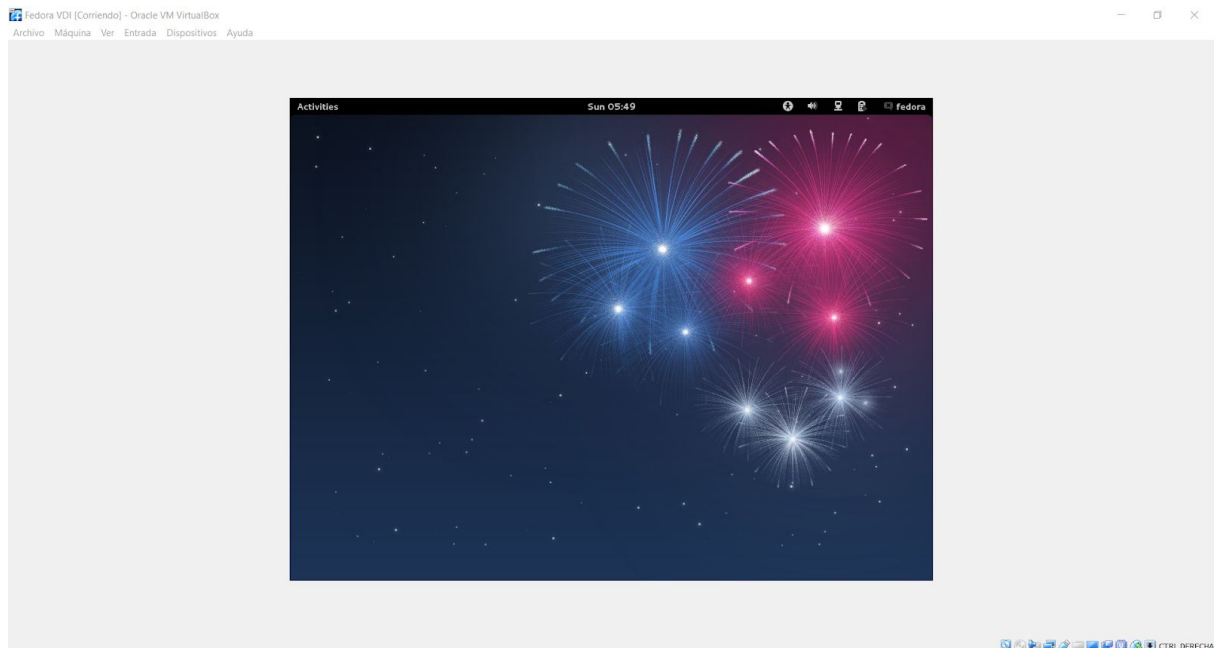 Fedora VDI [Corriendo] - Oracle VM VirtualBox
Archivo Máquina Ver Entrada Dispositivos Ayuda
Activities Sun 05:49 fedora
CTRL DERECHA